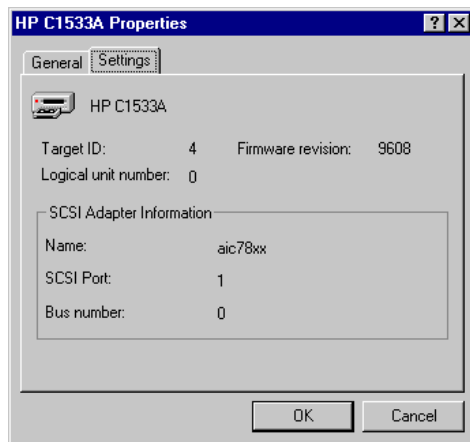 HP C1533A Properties
General Settings
HP C1533A
Target ID: 4 Firmware revision: 9608
Logical unit number: 0
SCSI Adapter Information
Name: aic78xx
SCSI Port: 1
Bus number: 0
OK Cancel